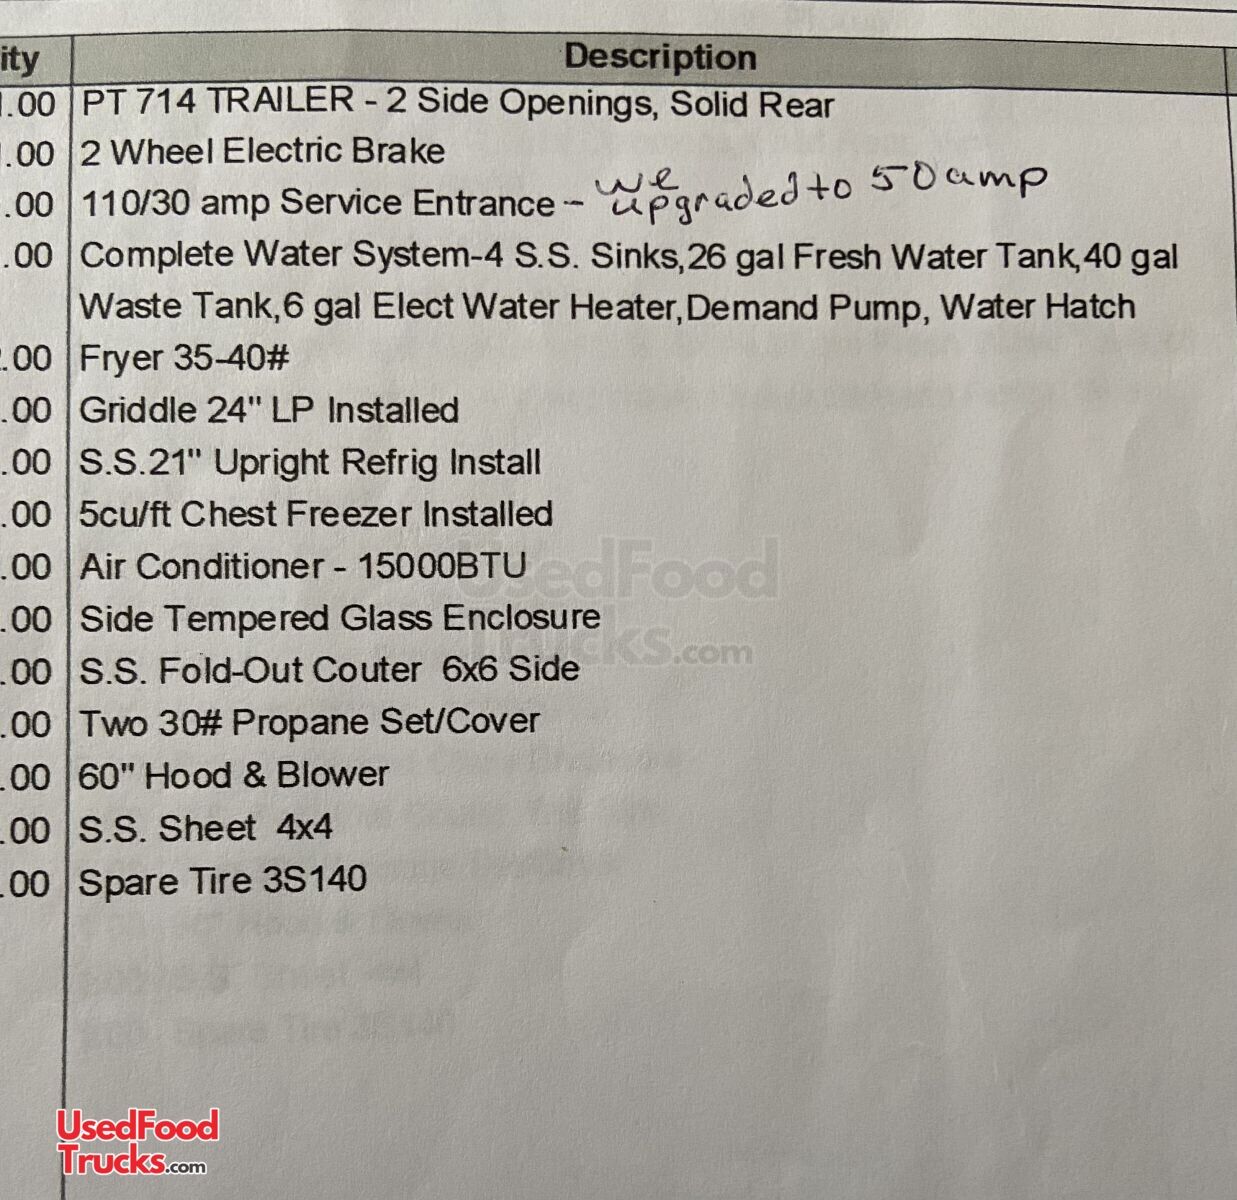 ity Description
1.00 PT 714 TRAILER - 2 Side Openings, Solid Rear
.00 2 Wheel Electric Brake
.00 110/30 amp Service Entrance - we upgraded to 50 amp
.00 Complete Water System-4 S.S. Sinks,26 gal Fresh Water Tank,40 gal
Waste Tank,6 gal Elect Water Heater,Demand Pump, Water Hatch
.00 Fryer 35-40#
.00 Griddle 24" LP Installed
.00 S.S.21" Upright Refrig Install
.00 5cu/ft Chest Freezer Installed
.00 Air Conditioner - 15000BTU
.00 Side Tempered Glass Enclosure
.00 S.S. Fold-Out Couter 6x6 Side
.00 Two 30# Propane Set/Cover
.00 60" Hood & Blower
.00 S.S. Sheet 4x4
.00 Spare Tire 3S140
UsedFood
Trucks.com
UsedFood
Trucks.com